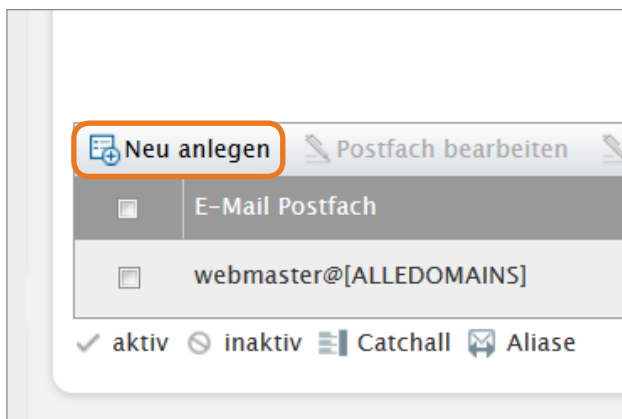 Neu anlegen Postfach bearbeiten
E-Mail Postfach
webmaster@[ALLEDOMAINS]
aktiv inaktiv Catchall Aliase